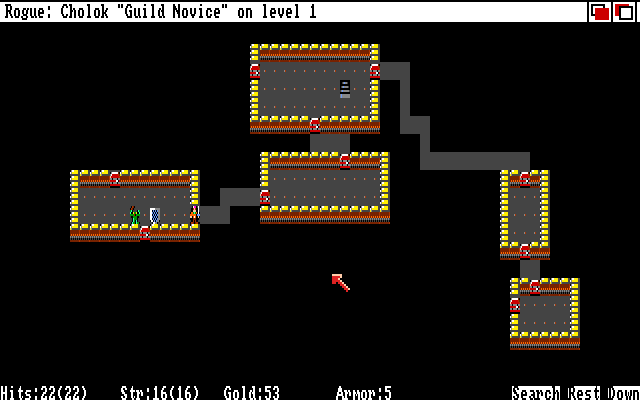 Rogue: Cholok "Guild Novice" on level 1
Hits:22(22) Str:16(16) Gold:53 Armor:5 Search Rest Down